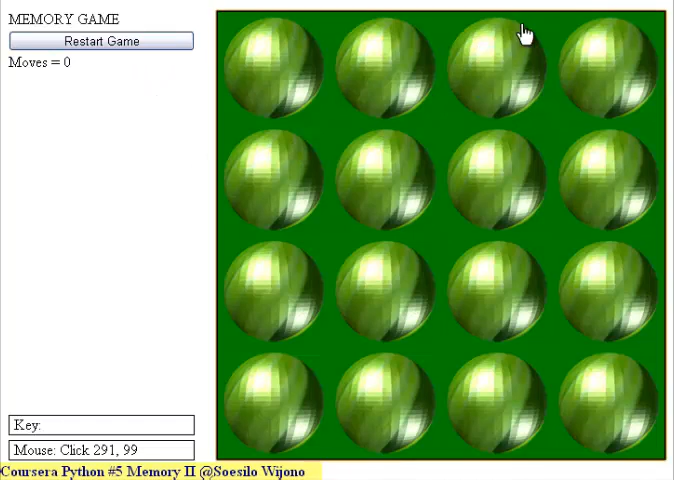 MEMORY GAME
Restart Game
Moves = 0
Key:
Mouse: Click 291, 99
Coursera Python #5 Memory II @Soesilo Wijono